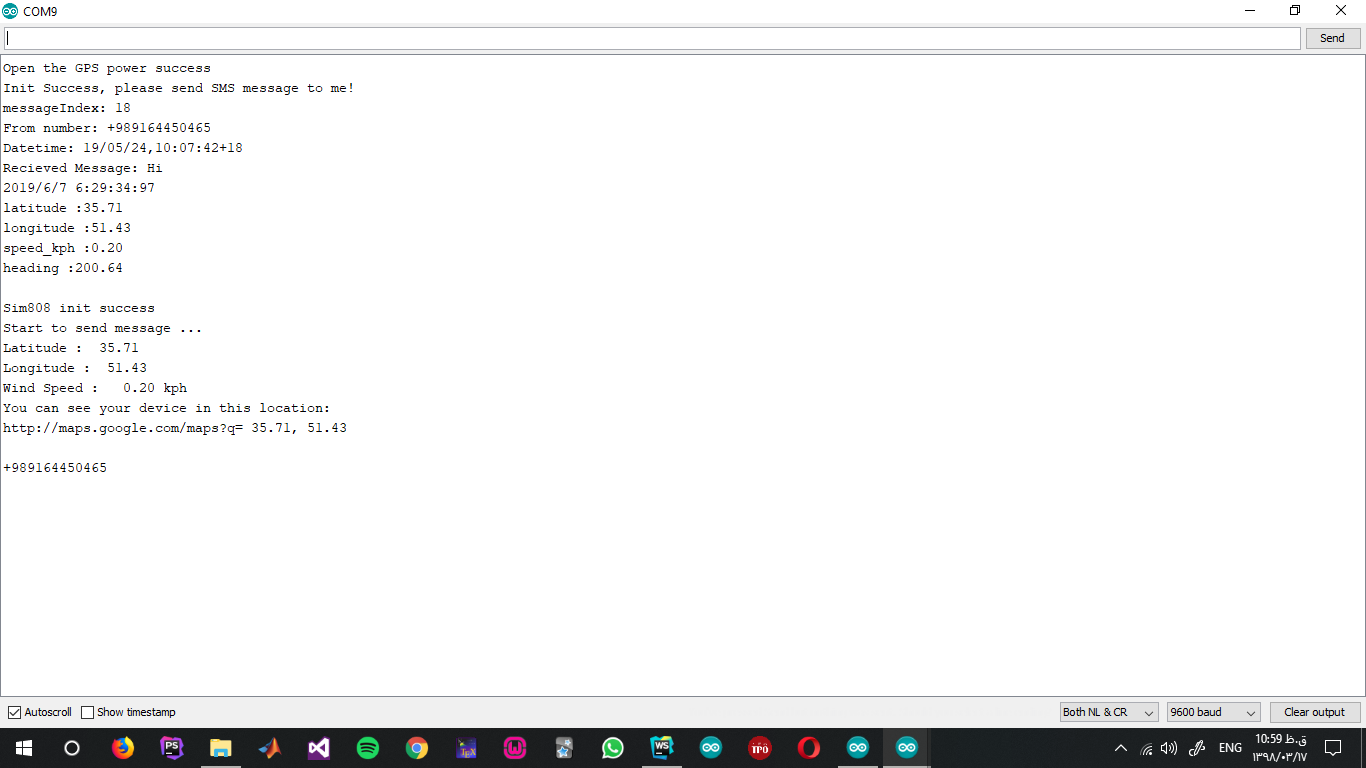 COM9
Send
Open the GPS power success
Init Success, please send SMS message to me!
messageIndex: 18
From number: +989164450465
Datetime: 19/05/24,10:07:42+18
Recieved Message: Hi
2019/6/7 6:29:34:97
latitude :35.71
longitude :51.43
speed_kph :0.20
heading :200.64
Sim808 init success
Start to send message ...
Latitude :  35.71
Longitude :  51.43
Wind Speed :   0.20 kph
You can see your device in this location:
http://maps.google.com/maps?q= 35.71, 51.43
+989164450465
Autoscroll Show timestamp Both NL & CR 9600 baud Clear output
PS TEX WS IPO ENG 10:59 ق.ظ
۱۳۹۸/۰۳/۱۷